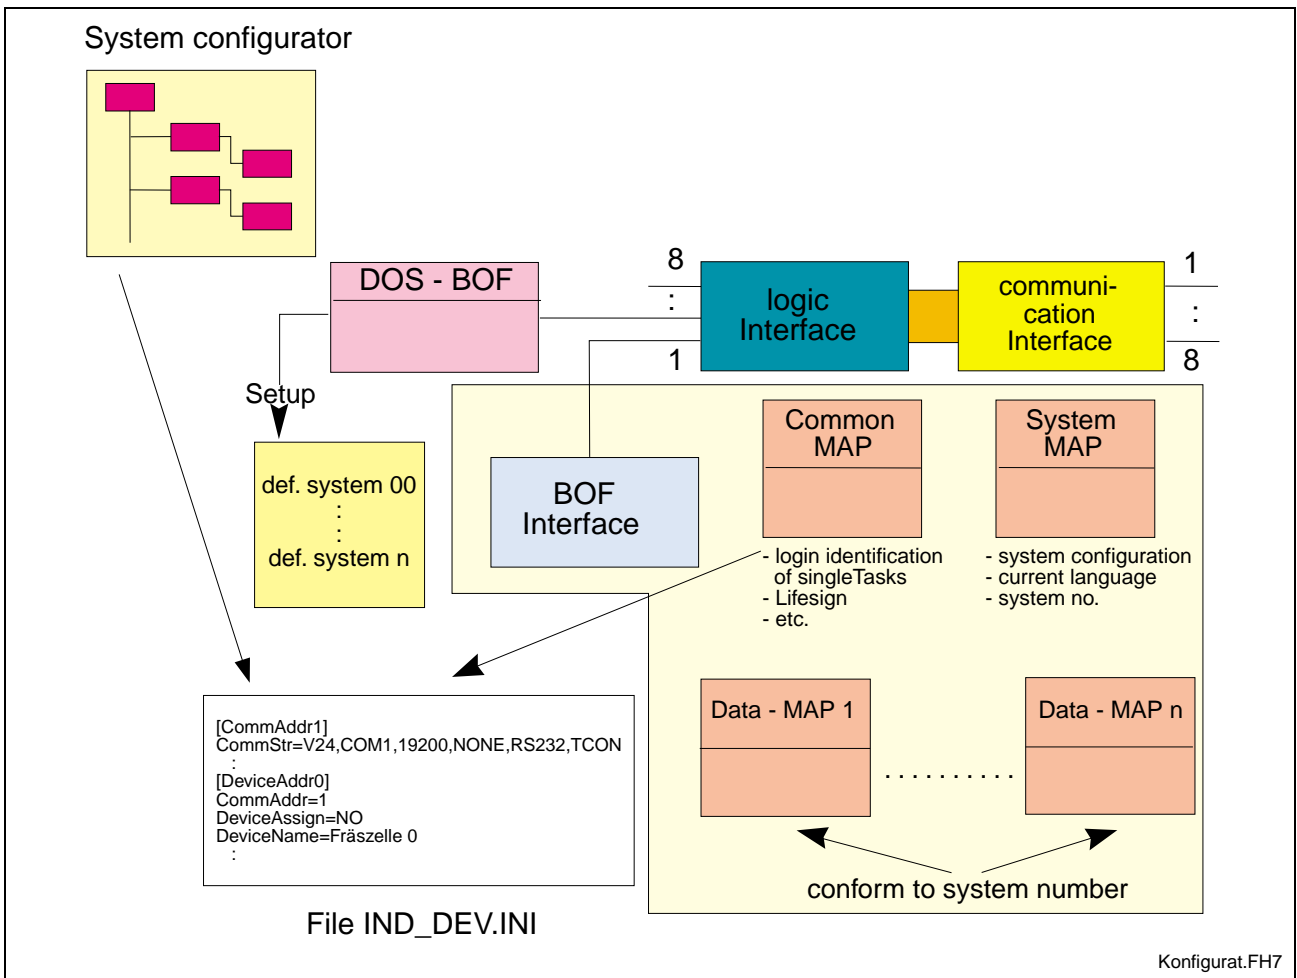 System configurator
DOS - BOF
8
:
1
logic
Interface
communi-
cation
Interface
1
:
8
Setup
def. system 00
:
:
def. system n
BOF
Interface
Common
MAP
- login identification
of singleTasks
- Lifesign
- etc.
System
MAP
- system configuration
- current language
- system no.
Data - MAP 1
. . . . . . . . . .
Data - MAP n
conform to system number
[CommAddr1]
CommStr=V24,COM1,19200,NONE,RS232,TCON
:
[DeviceAddr0]
CommAddr=1
DeviceAssign=NO
DeviceName=Fräszelle 0
:
File IND_DEV.INI
Konfigurat.FH7